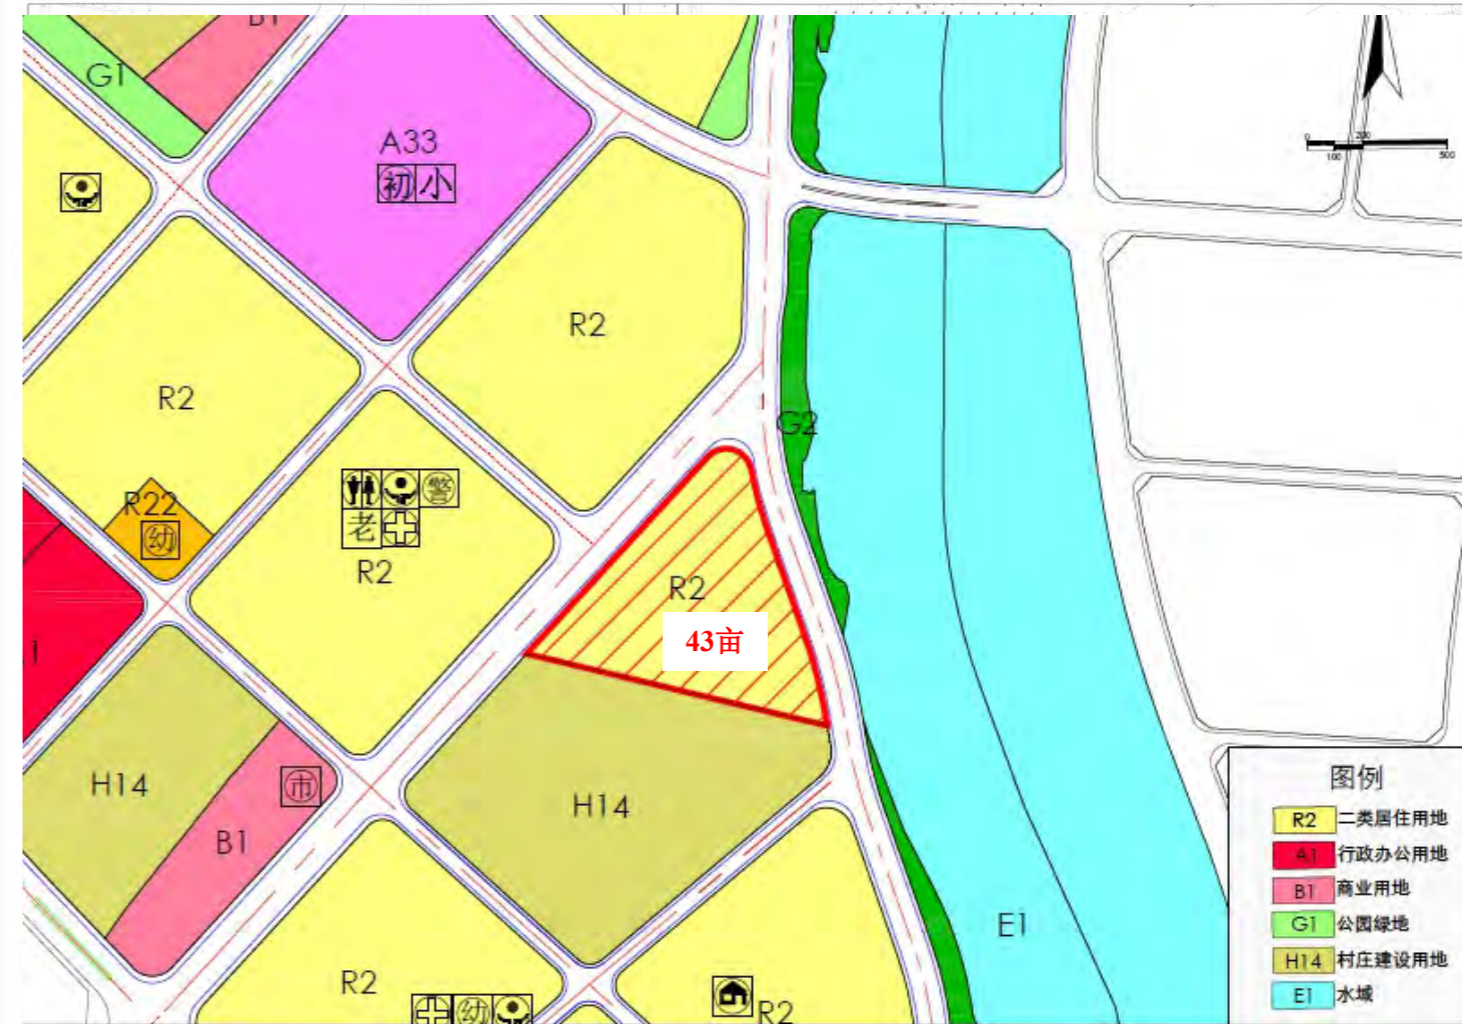 B1
G1
A33
初 小
0 200
100 500
R2
R2
G2
R22
幼
警
老
R2
R2
43亩
1
H14
市
B1
H14
R2
幼
R2
E1
图例
R2 二类居住用地
A1 行政办公用地
B1 商业用地
G1 公园绿地
H14 村庄建设用地
E1 水域